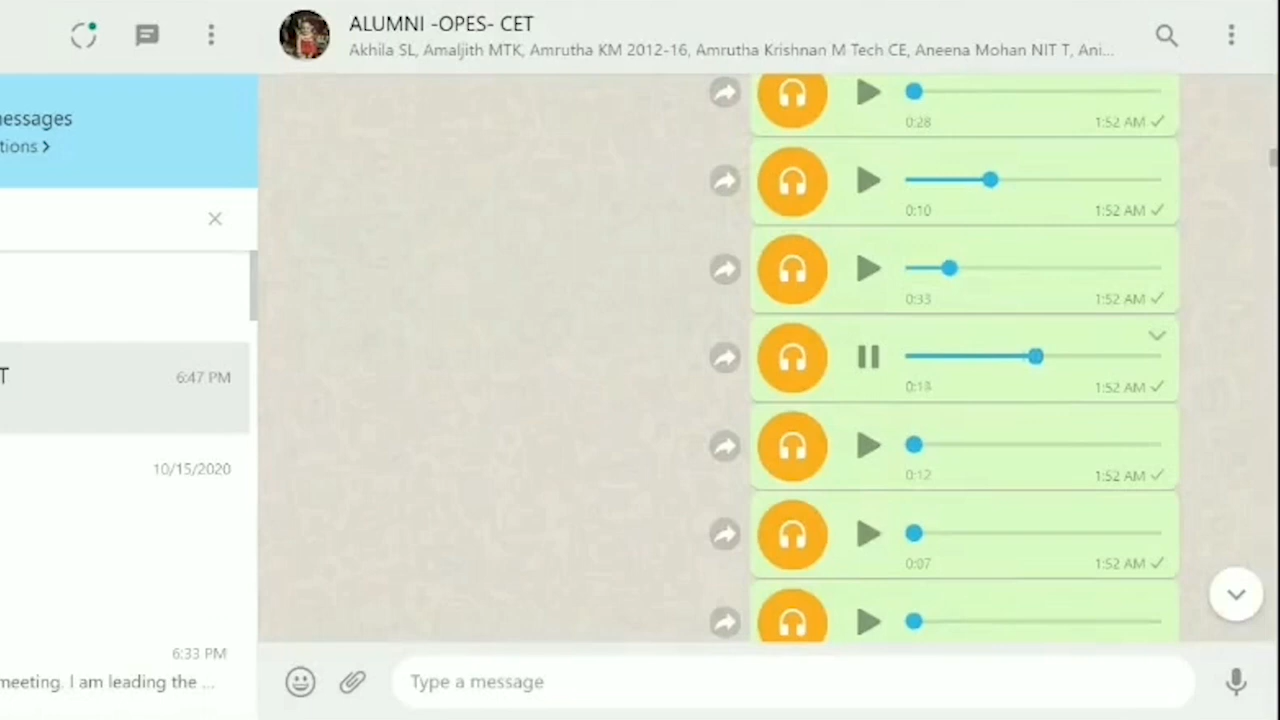 ALUMNI -OPES- CET
Akhila SL, Amaljith MTK, Amrutha KM 2012-16, Amrutha Krishnan M Tech CE, Aneena Mohan NIT T, Ani...
essages
tions >
0:28 1:52 AM
0:10 1:52 AM
0:33 1:52 AM
T 6:47 PM
0:13 1:52 AM
10/15/2020
0:12 1:52 AM
0:07 1:52 AM
6:33 PM
meeting. I am leading the ...
Type a message